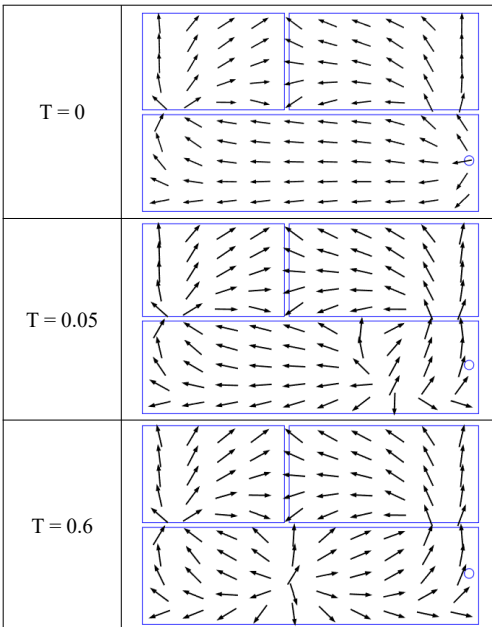 T = 0
T = 0.05
T = 0.6